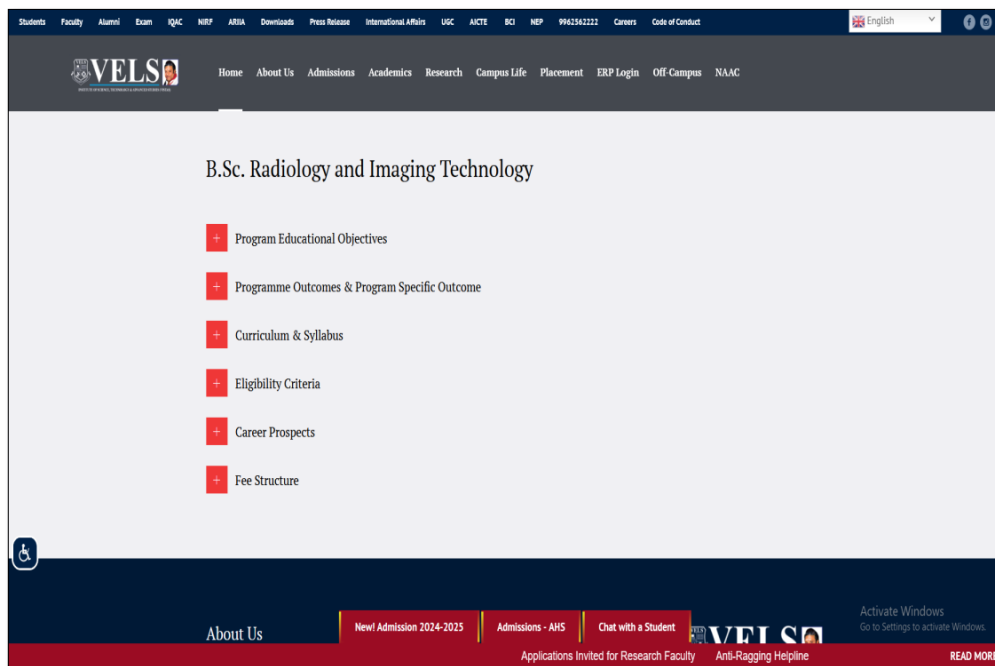 Students Faculty Alumni Exam IQAC NIRF ARIIA Downloads Press Release International Affairs UGC AICTE BCI NEP 9962562222 Careers Code of Conduct English
VELS
Home About Us Admissions Academics Research Campus Life Placement ERP Login Off-Campus NAAC
B.Sc. Radiology and Imaging Technology
+ Program Educational Objectives
+ Programme Outcomes & Program Specific Outcome
+ Curriculum & Syllabus
+ Eligibility Criteria
+ Career Prospects
+ Fee Structure
Activate Windows
Go to Settings to activate Windows.
About Us
New! Admission 2024-2025 Admissions - AHS Chat with a Student
VELS
Applications Invited for Research Faculty Anti-Ragging Helpline READ MORE